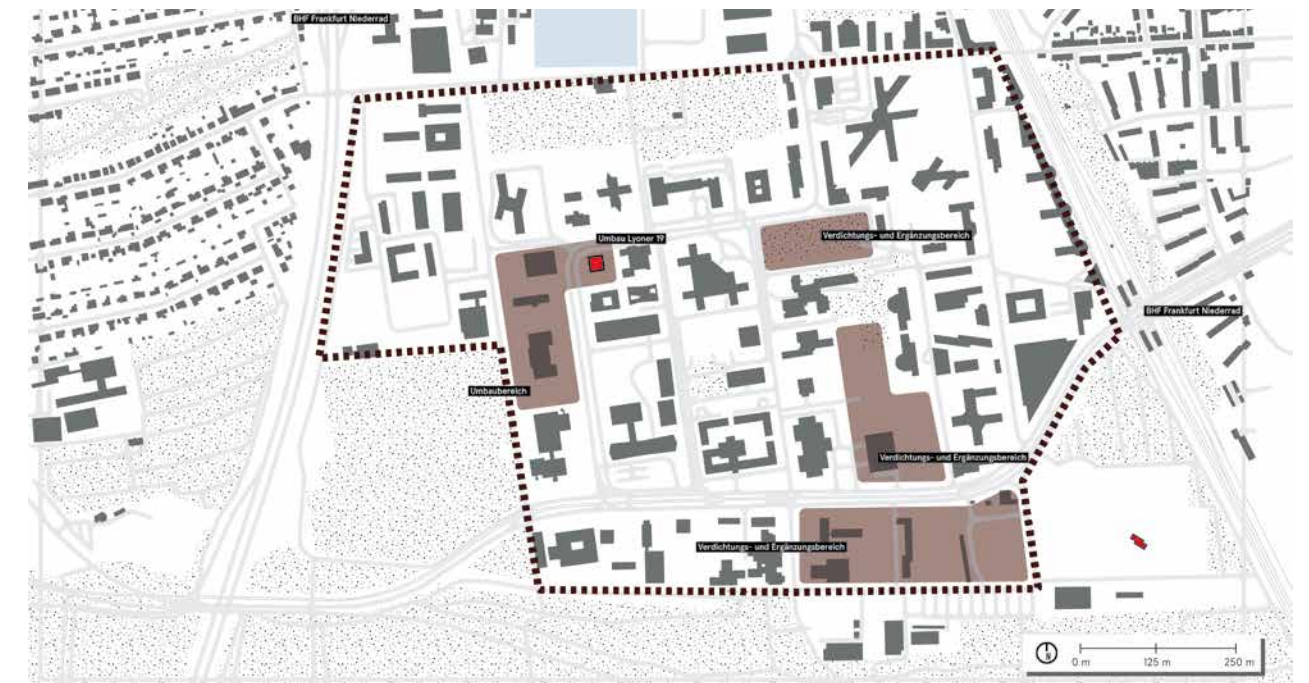 BHF Frankfurt Niederrad
Umbau Lyoner 19
Verdichtungs- und Ergänzungsbereich
BHF Frankfurt Niederrad
Umbaubereich
Verdichtungs- und Ergänzungsbereich
Verdichtungs- und Ergänzungsbereich
N
0 m
125 m
250 m